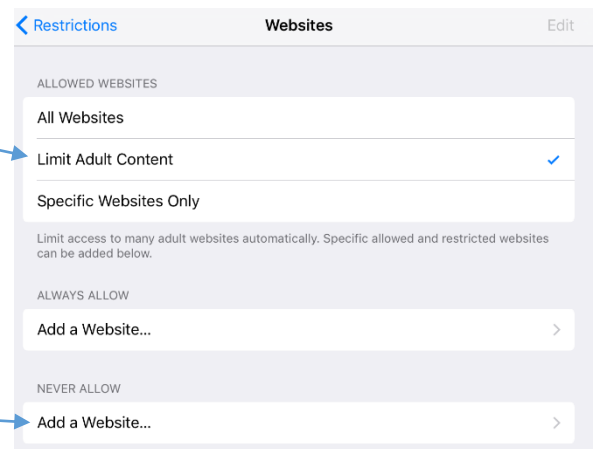 Restrictions Websites Edit
ALLOWED WEBSITES
All Websites
Limit Adult Content
Specific Websites Only
Limit access to many adult websites automatically. Specific allowed and restricted websites
can be added below.
ALWAYS ALLOW
Add a Website...
NEVER ALLOW
Add a Website...